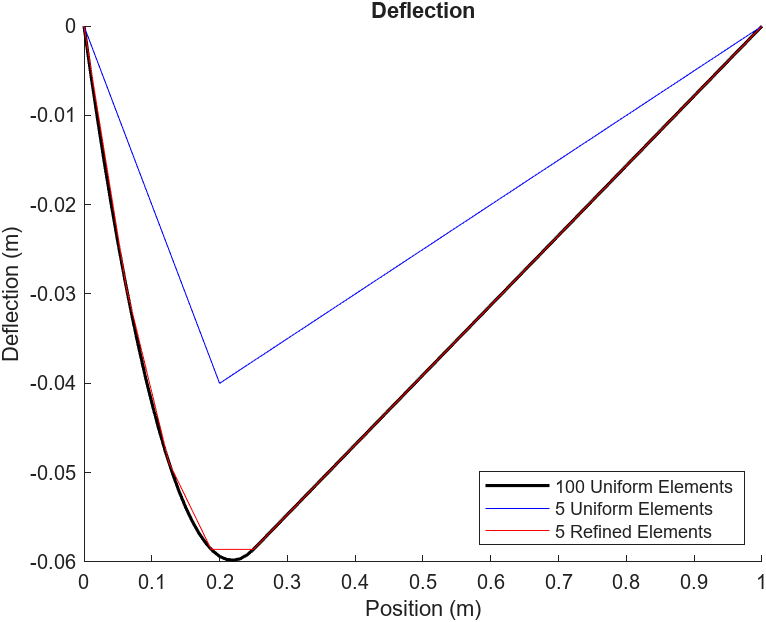 Deflection
0
-0.01
-0.02
-0.03
-0.04
-0.05
-0.06
Deflection (m)
100 Uniform Elements
5 Uniform Elements
5 Refined Elements
0 0.1 0.2 0.3 0.4 0.5 0.6 0.7 0.8 0.9 1
Position (m)